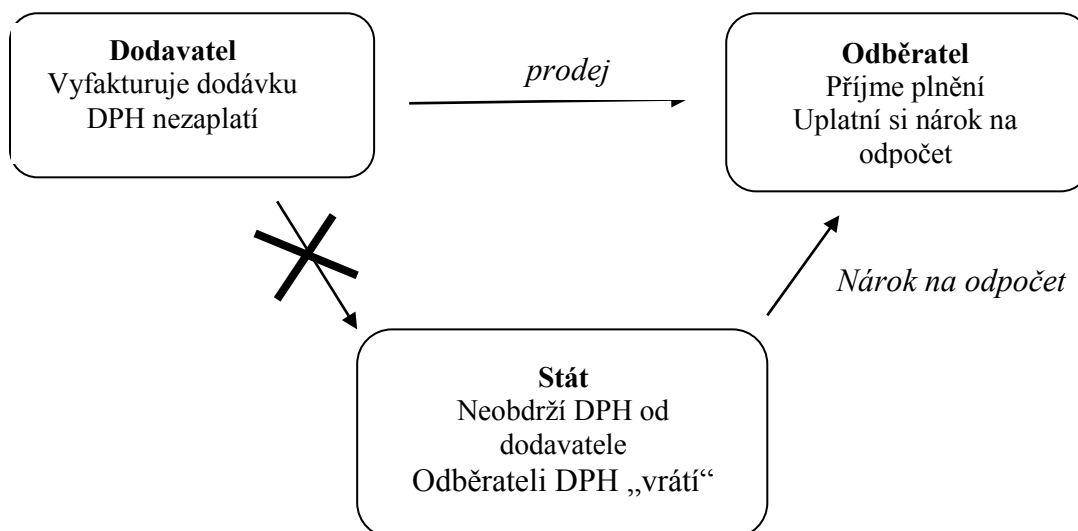 Dodavatel
Vyfakturuje dodávku
DPH nezaplatí
prodej
Odběratel
Příjme plnění
Uplatní si nárok na
odpočet
Nárok na odpočet
Stát
Neobdrží DPH od
dodavatele
Odběrateli DPH „vrátí“